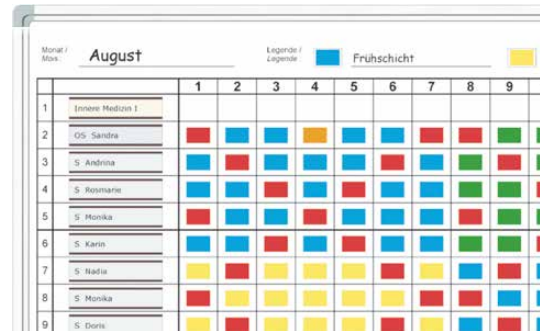 Monat /
Mois
August
Legende /
Legende
Frühschicht
1 2 3 4 5 6 7 8 9
1 Innere Medizin I
2 OS Sandra
3 S Andrina
4 S Rosmarie
5 S Monika
6 S Karin
7 S Nadia
8 S Monika
9 S Doris